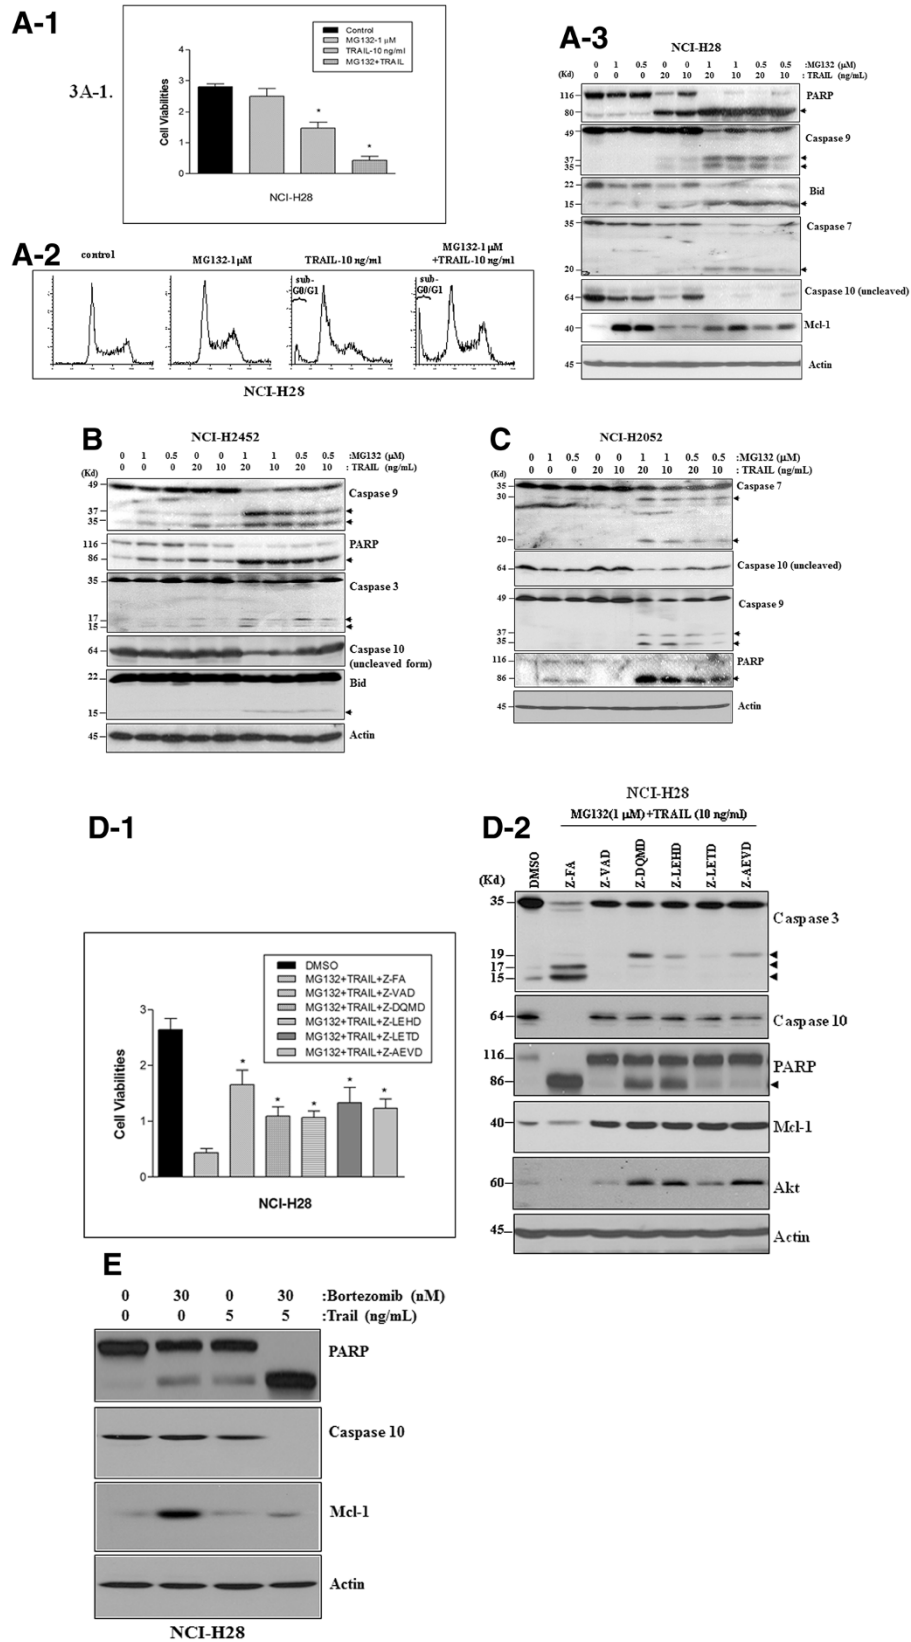 A-1
3A-1.
Control
MG132-1 μM
TRAIL-10 ng/ml
MG132+TRAIL
Cell Viabilities
4
3
2
1
0
*
*
NCI-H28
A-2
control
MG132-1μM
TRAIL-10 ng/ml
MG132-1 μM
+TRAIL-10 ng/ml
sub-
G0/G1
sub-
G0/G1
NCI-H28
A-3
NCI-H28
0 1 0.5 0 0 1 1 0.5 0.5 :MG132 (μM)
0 0 0 20 10 20 10 20 10 : TRAIL (ng/mL)
(Kd)
116
PARP
80
49
Caspase 9
37
35
22
Bid
15
35
Caspase 7
20
64
Caspase 10 (uncleaved)
40
Mcl-1
45
Actin
B
NCI-H2452
0 1 0.5 0 0 1 1 0.5 0.5 :MG132 (μM)
0 0 0 20 10 20 10 20 10 : TRAIL (ng/mL)
(Kd)
49
Caspase 9
37
35
116
PARP
86
35
Caspase 3
17
15
64
Caspase 10
(uncleaved form)
22
Bid
15
45
Actin
C
NCI-H2052
0 1 0.5 0 0 1 1 0.5 0.5 :MG132 (μM)
0 0 0 20 10 20 10 20 10 : TRAIL (ng/mL)
(Kd)
35
Caspase 7
30
20
64
Caspase 10 (uncleaved)
49
Caspase 9
37
35
116
PARP
86
45
Actin
D-1
DMSO
MG132+TRAIL+Z-FA
MG132+TRAIL+Z-VAD
MG132+TRAIL+Z-DQMD
MG132+TRAIL+Z-LEHD
MG132+TRAIL+Z-LETD
MG132+TRAIL+Z-AEVD
Cell Viabilities
3
2
1
0
* * * * *
NCI-H28
D-2
NCI-H28
MG132(1 μM)+TRAIL (10 ng/ml)
(Kd)
DMSO Z-FA Z-VAD Z-DQMD Z-LEHD Z-LETD Z-AEVD
35
Caspase 3
19
17
15
64
Caspase 10
116
PARP
86
40
Mcl-1
60
Akt
45
Actin
E
0 30 0 30 :Bortezomib (nM)
0 0 5 5 :Trail (ng/mL)
PARP
Caspase 10
Mcl-1
Actin
NCI-H28